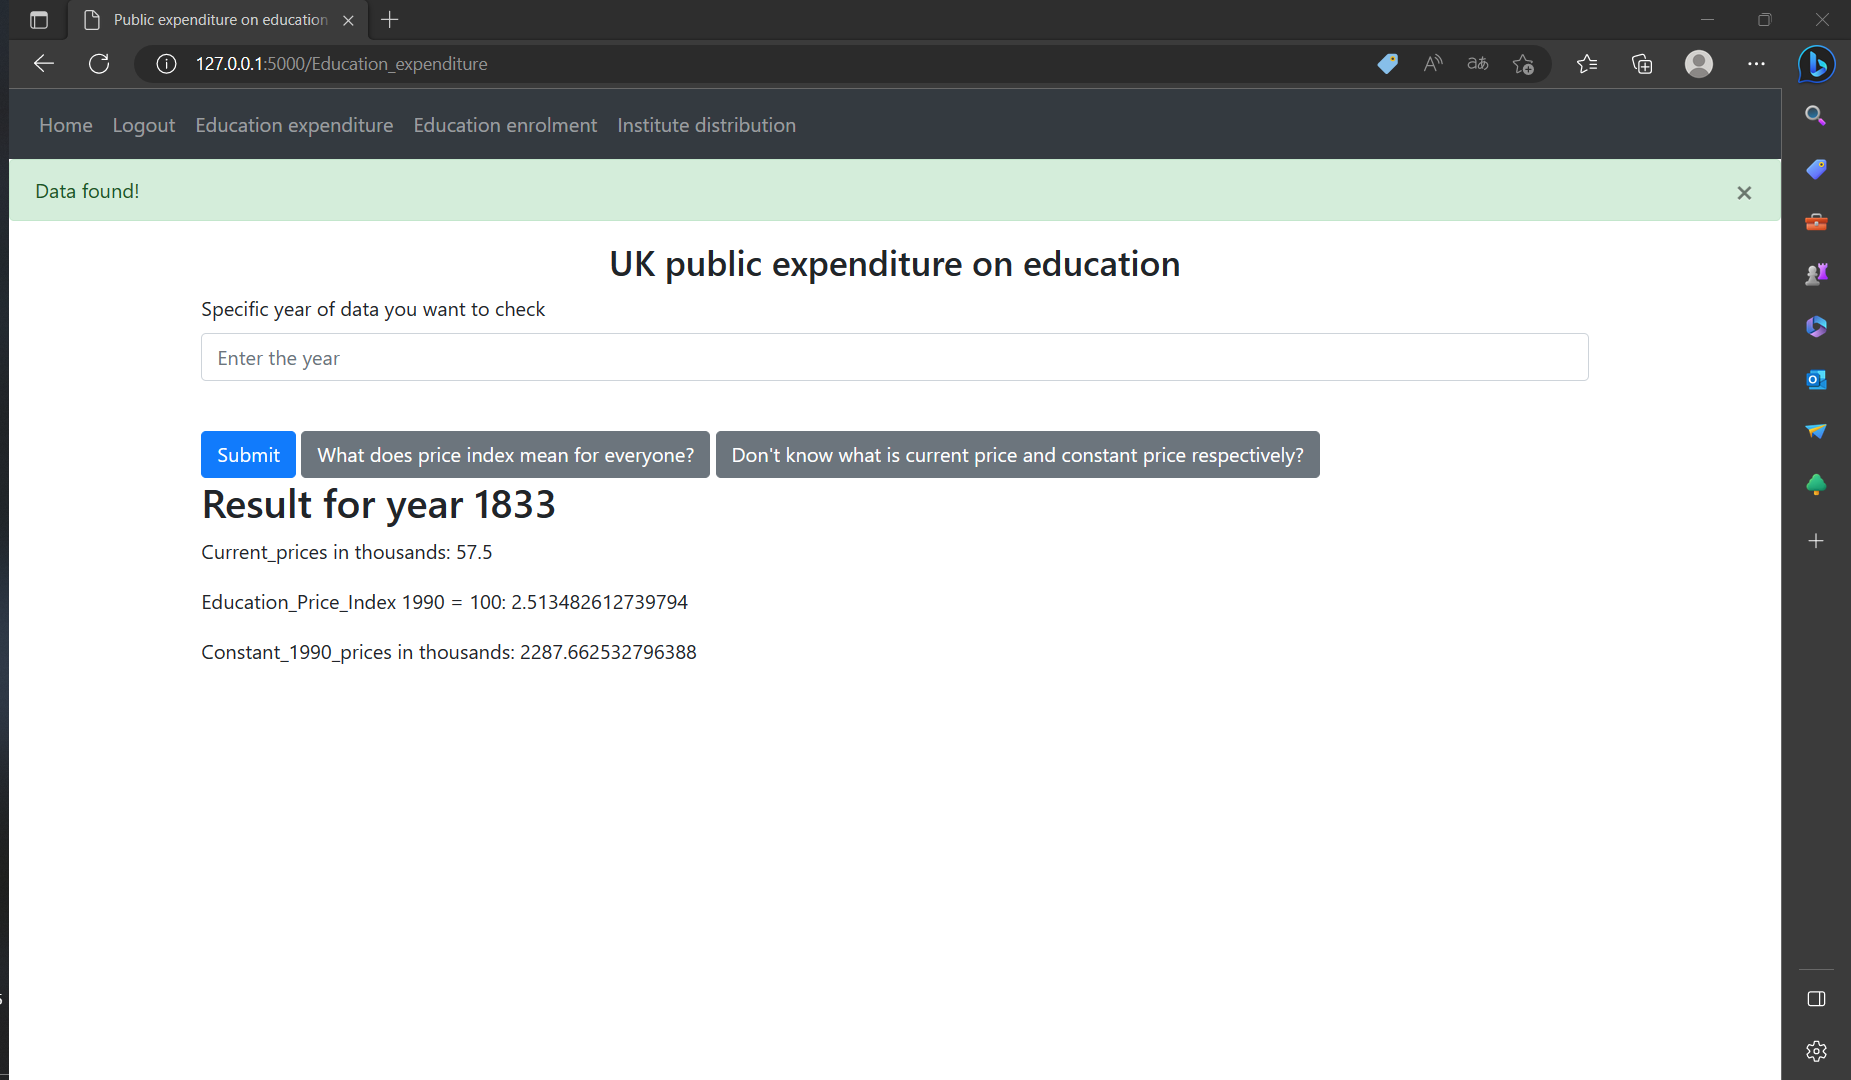 Public expenditure on education
127.0.0.1:5000/Education_expenditure
Home Logout Education expenditure Education enrolment Institute distribution
Data found!
UK public expenditure on education
Specific year of data you want to check
Enter the year
Submit What does price index mean for everyone? Don't know what is current price and constant price respectively?
Result for year 1833
Current_prices in thousands: 57.5
Education_Price_Index 1990 = 100: 2.513482612739794
Constant_1990_prices in thousands: 2287.662532796388